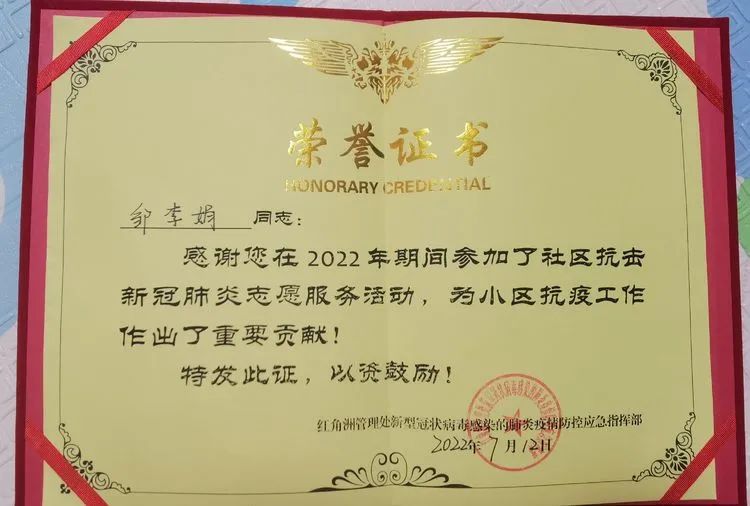 荣誉证书
HONORARY CREDENTIAL
邹李娟 同志：
感谢您在2022年期间参加了社区抗击
新冠肺炎志愿服务活动，为小区抗疫工作
作出了重要贡献！
特发此证，以资鼓励！
红角洲管理处新型冠状病毒感染的肺炎疫情防控应急指挥部
2022年7月12日